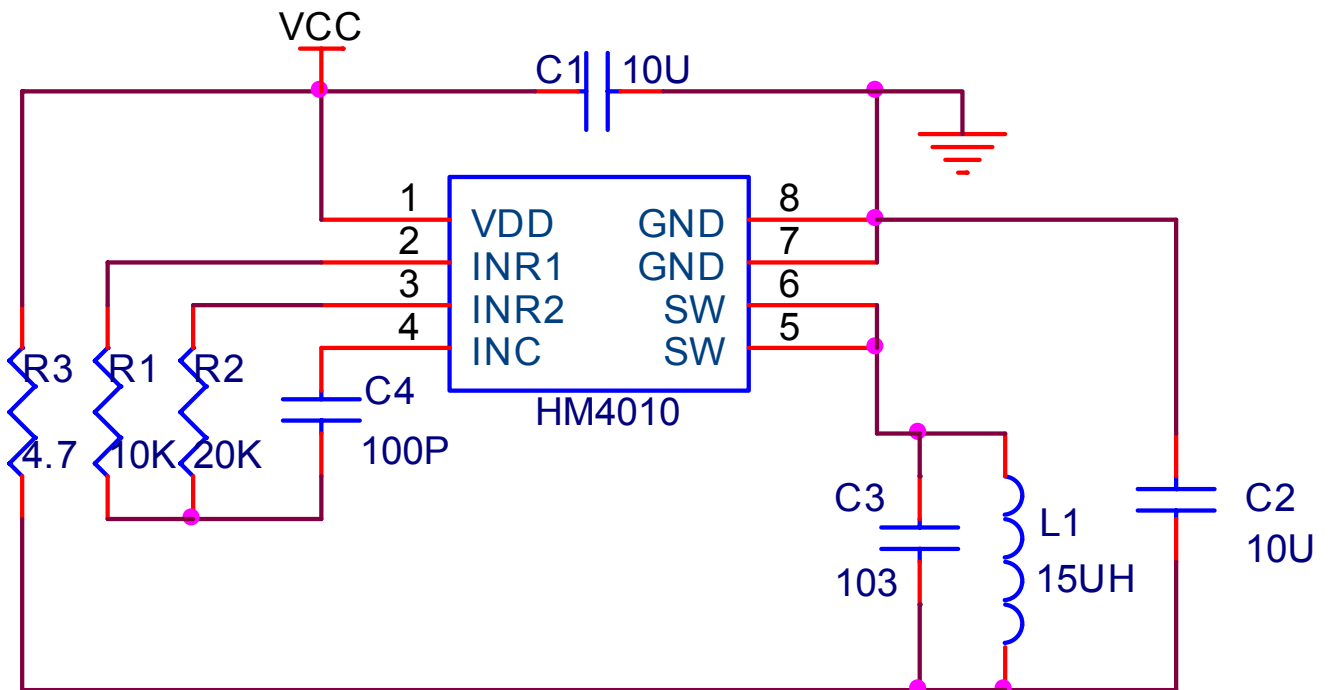 VCC
C1 10U
1 VDD GND 8
2 INR1 GND 7
3 INR2 SW 6
4 INC SW 5
HM4010
R3 R1 R2 C4
4.7 10K 20K 100P
C3 L1 C2
103 15UH 10U